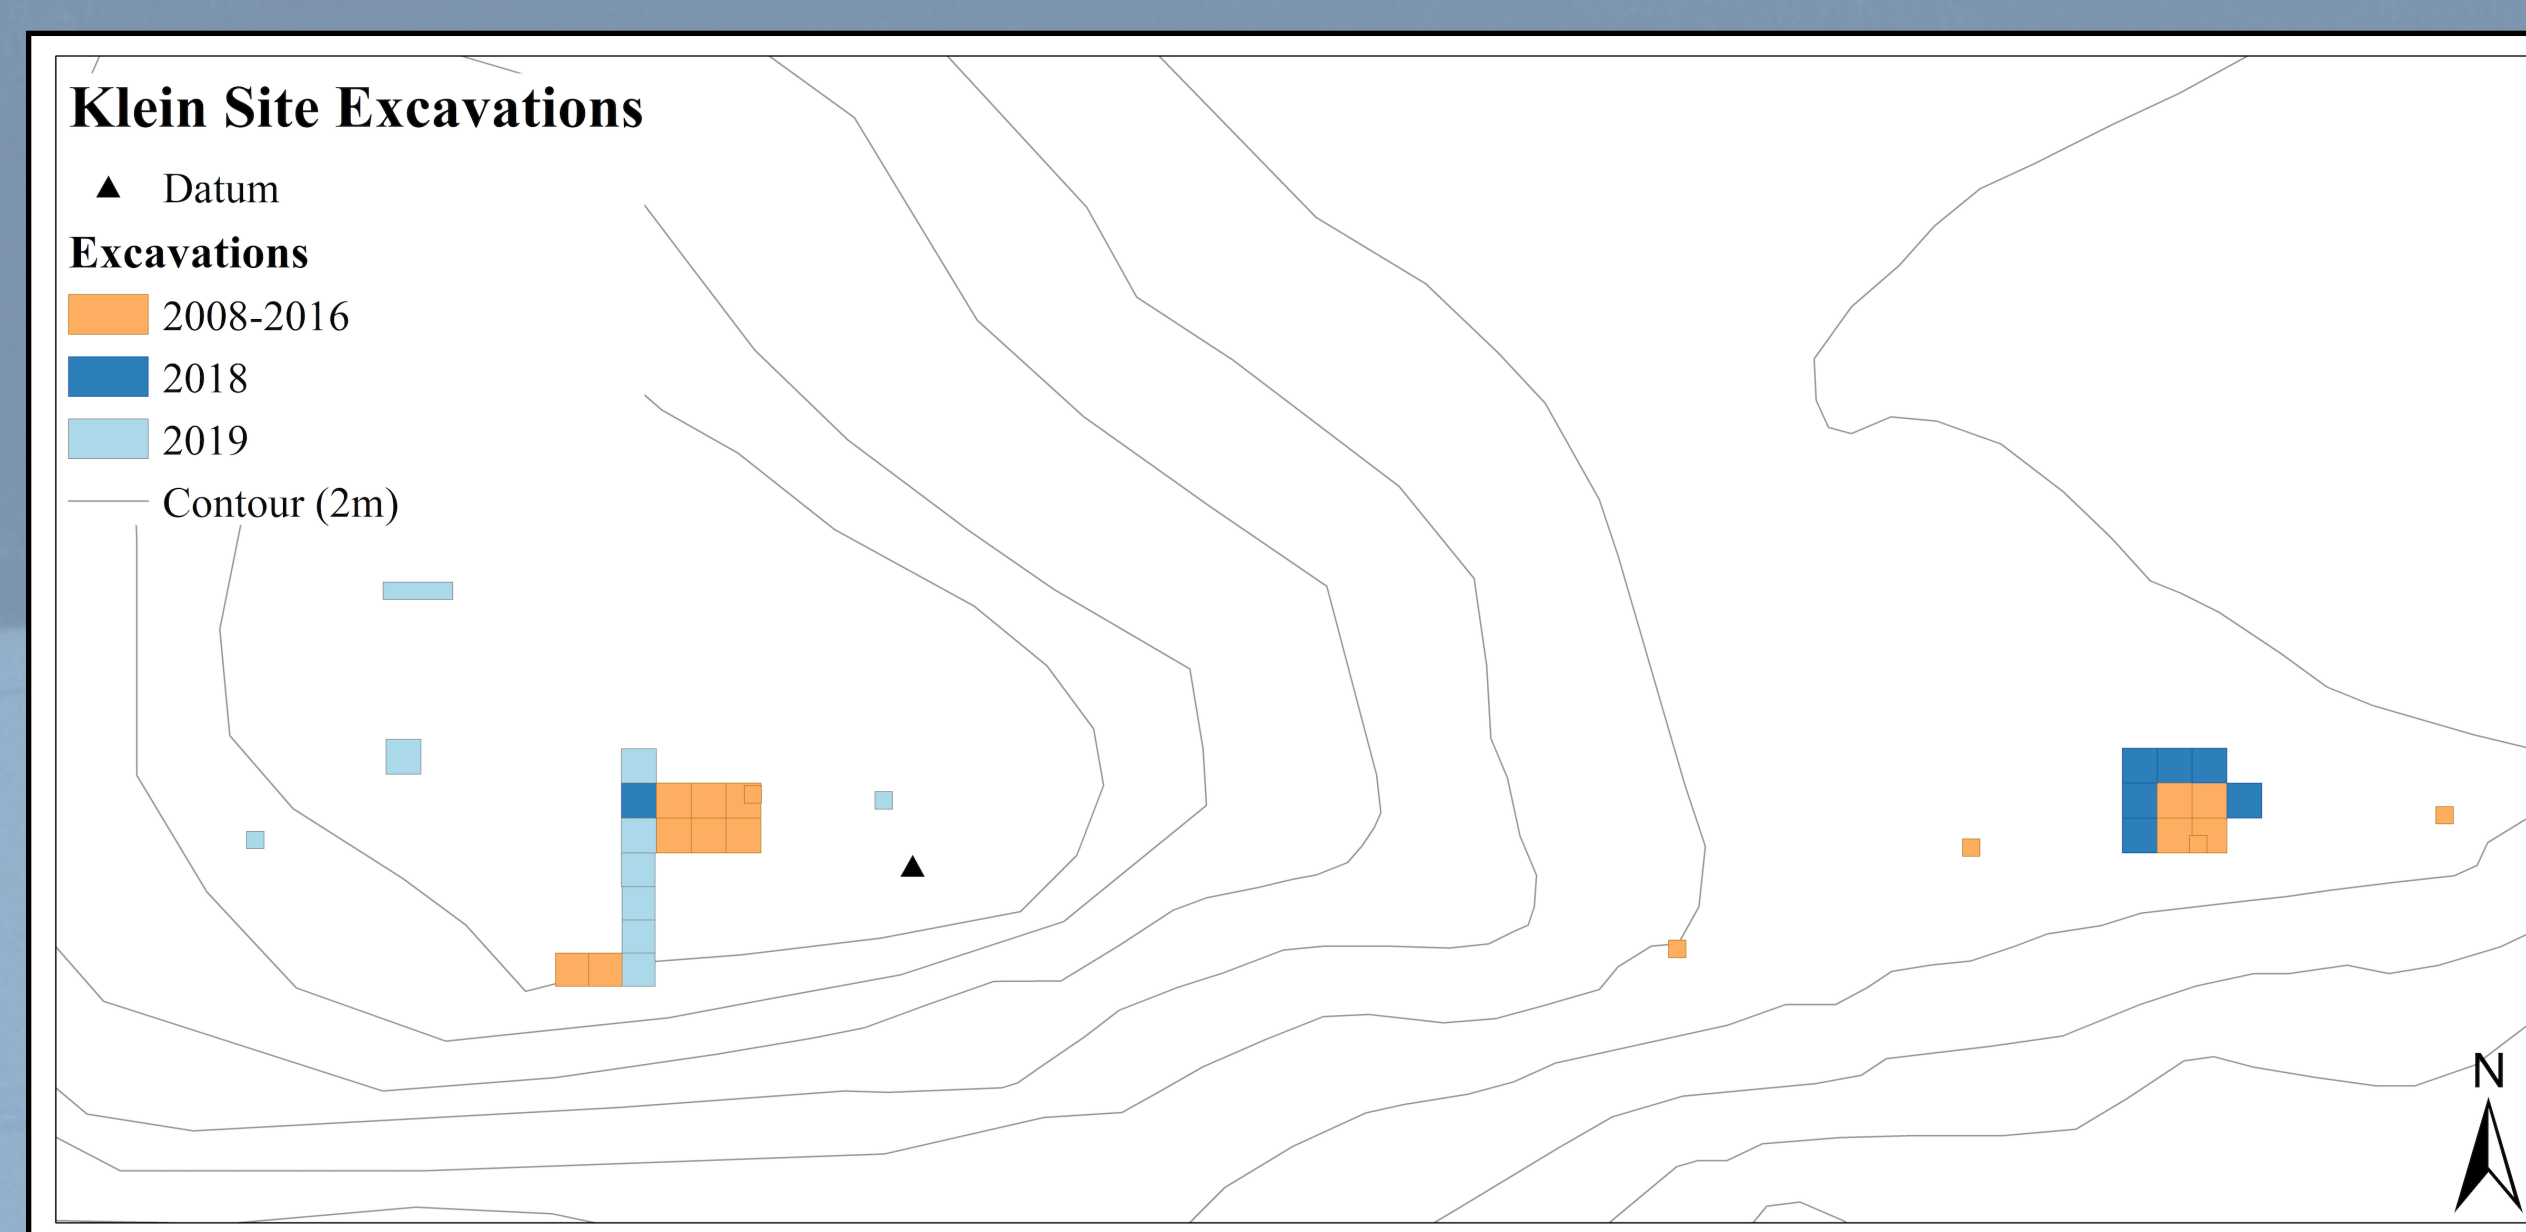 Klein Site Excavations
Datum
Excavations
2008-2016
2018
2019
Contour (2m)
N